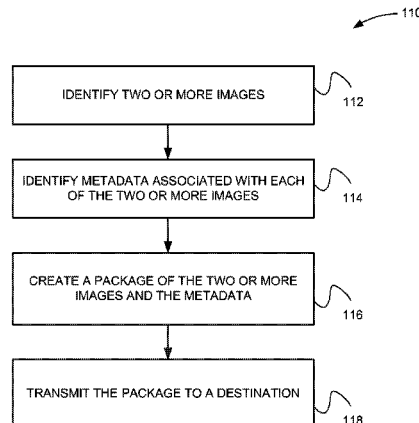 110
IDENTIFY TWO OR MORE IMAGES
112
IDENTIFY METADATA ASSOCIATED WITH EACH
OF THE TWO OR MORE IMAGES
114
CREATE A PACKAGE OF THE TWO OR MORE
IMAGES AND THE METADATA
116
TRANSMIT THE PACKAGE TO A DESTINATION
118